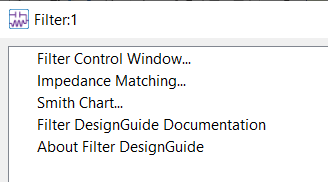 Filter:1
Filter Control Window...
Impedance Matching...
Smith Chart...
Filter DesignGuide Documentation
About Filter DesignGuide